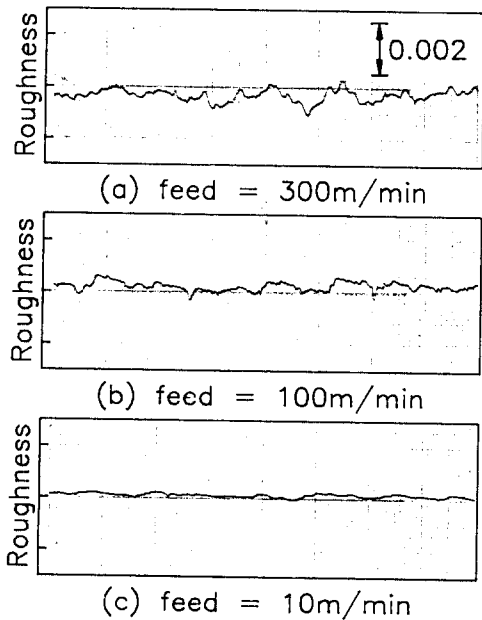 0.002
Roughness
(a) feed = 300m/min
Roughness
(b) feed = 100m/min
Roughness
(c) feed = 10m/min